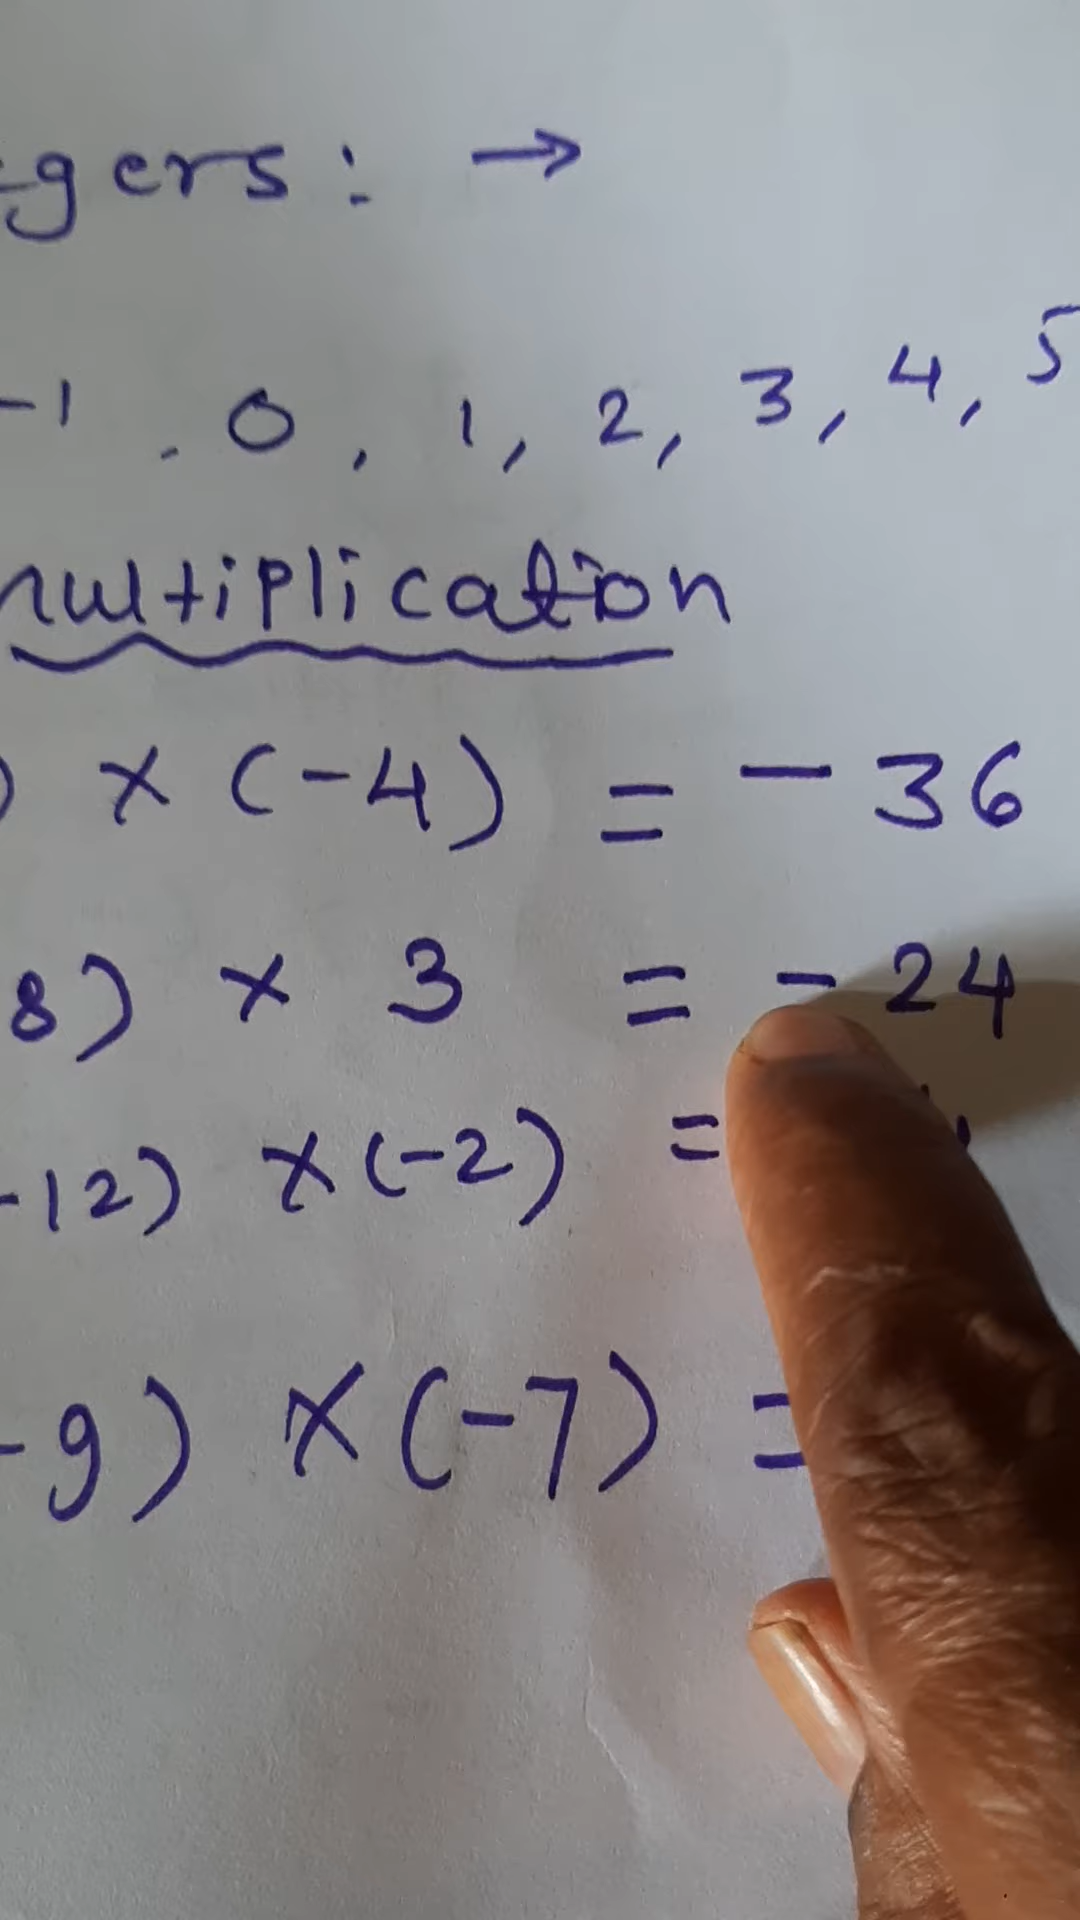 gers : →
-1 , 0 , 1 , 2 , 3 , 4 , 5
multiplication
) × (-4) = - 36
8) × 3 = - 24
-12) × (-2) =
-9) × (-7) =